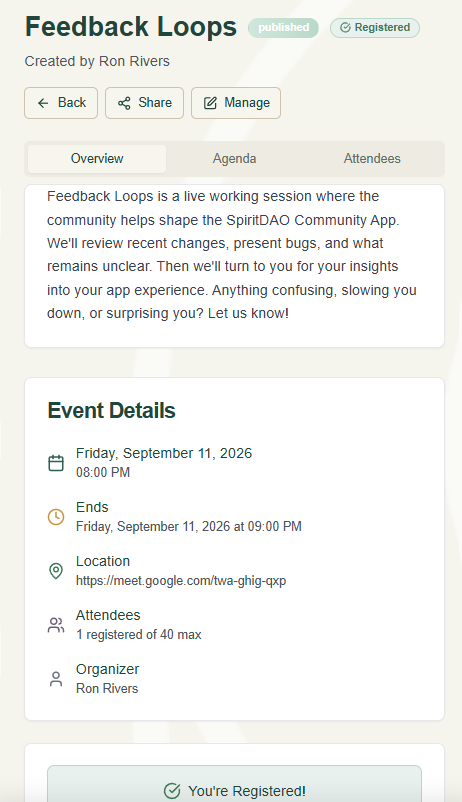 Feedback Loops published Registered
Created by Ron Rivers
Back Share Manage
Overview Agenda Attendees
Feedback Loops is a live working session where the
community helps shape the SpiritDAO Community App.
We'll review recent changes, present bugs, and what
remains unclear. Then we'll turn to you for your insights
into your app experience. Anything confusing, slowing you
down, or surprising you? Let us know!
Event Details
Friday, September 11, 2026
08:00 PM
Ends
Friday, September 11, 2026 at 09:00 PM
Location
https://meet.google.com/twa-ghig-qxp
Attendees
1 registered of 40 max
Organizer
Ron Rivers
You're Registered!